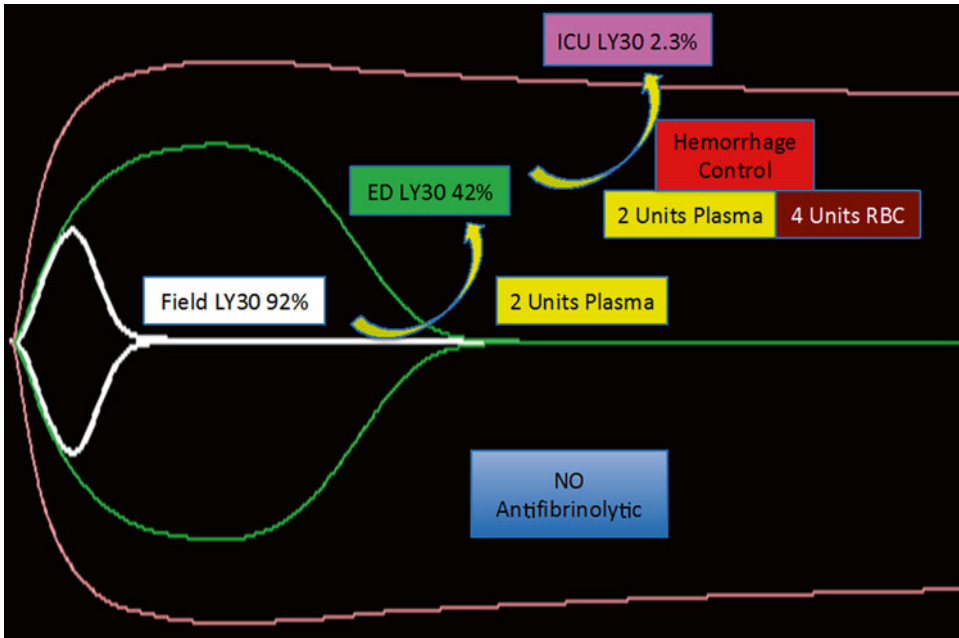 ICU LY30 2.3%
Hemorrhage
Control
ED LY30 42%
2 Units Plasma
4 Units RBC
Field LY30 92%
2 Units Plasma
NO
Antifibrinolytic